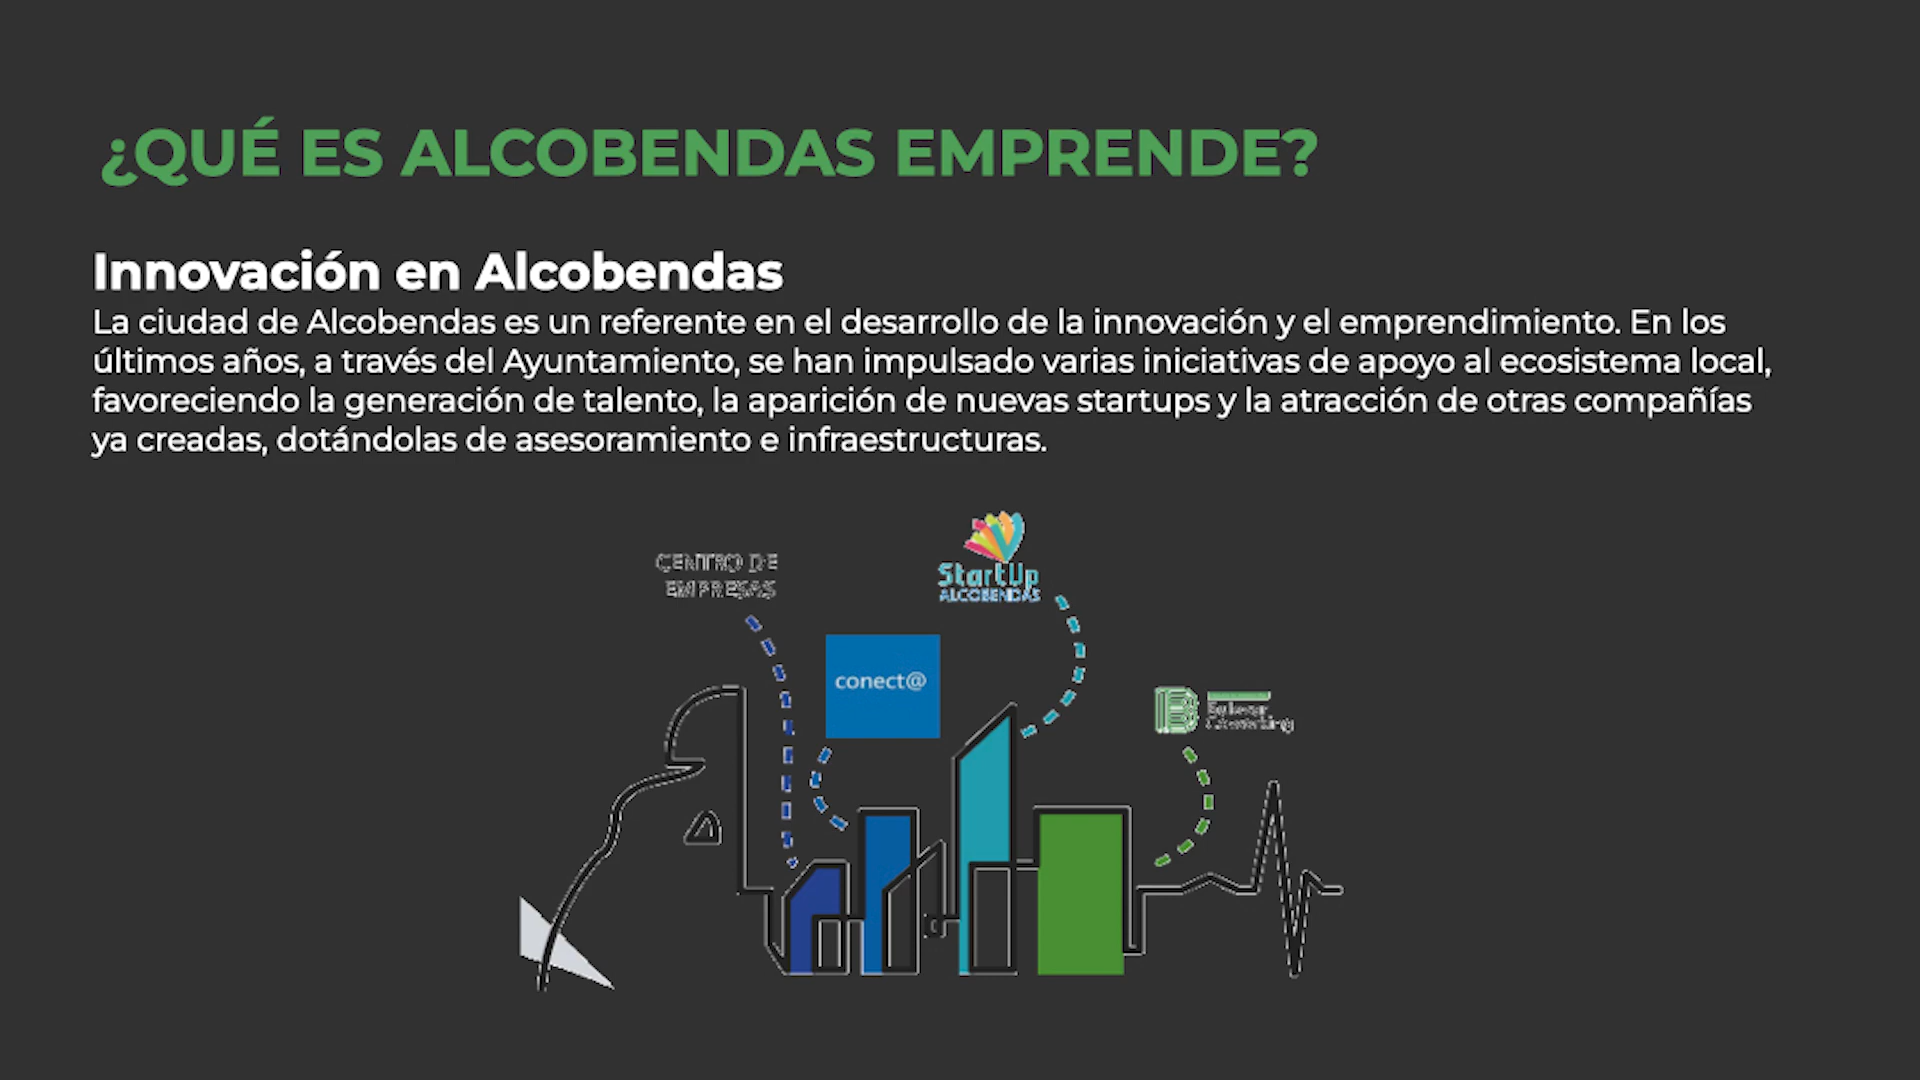 ¿QUÉ ES ALCOBENDAS EMPRENDE?
Innovación en Alcobendas
La ciudad de Alcobendas es un referente en el desarrollo de la innovación y el emprendimiento. En los
últimos años, a través del Ayuntamiento, se han impulsado varias iniciativas de apoyo al ecosistema local,
favoreciendo la generación de talento, la aparición de nuevas startups y la atracción de otras compañías
ya creadas, dotándolas de asesoramiento e infraestructuras.
StartUp
ALCOBENDAS
CENTRO DE
EMPRESAS
conect@
Coworking